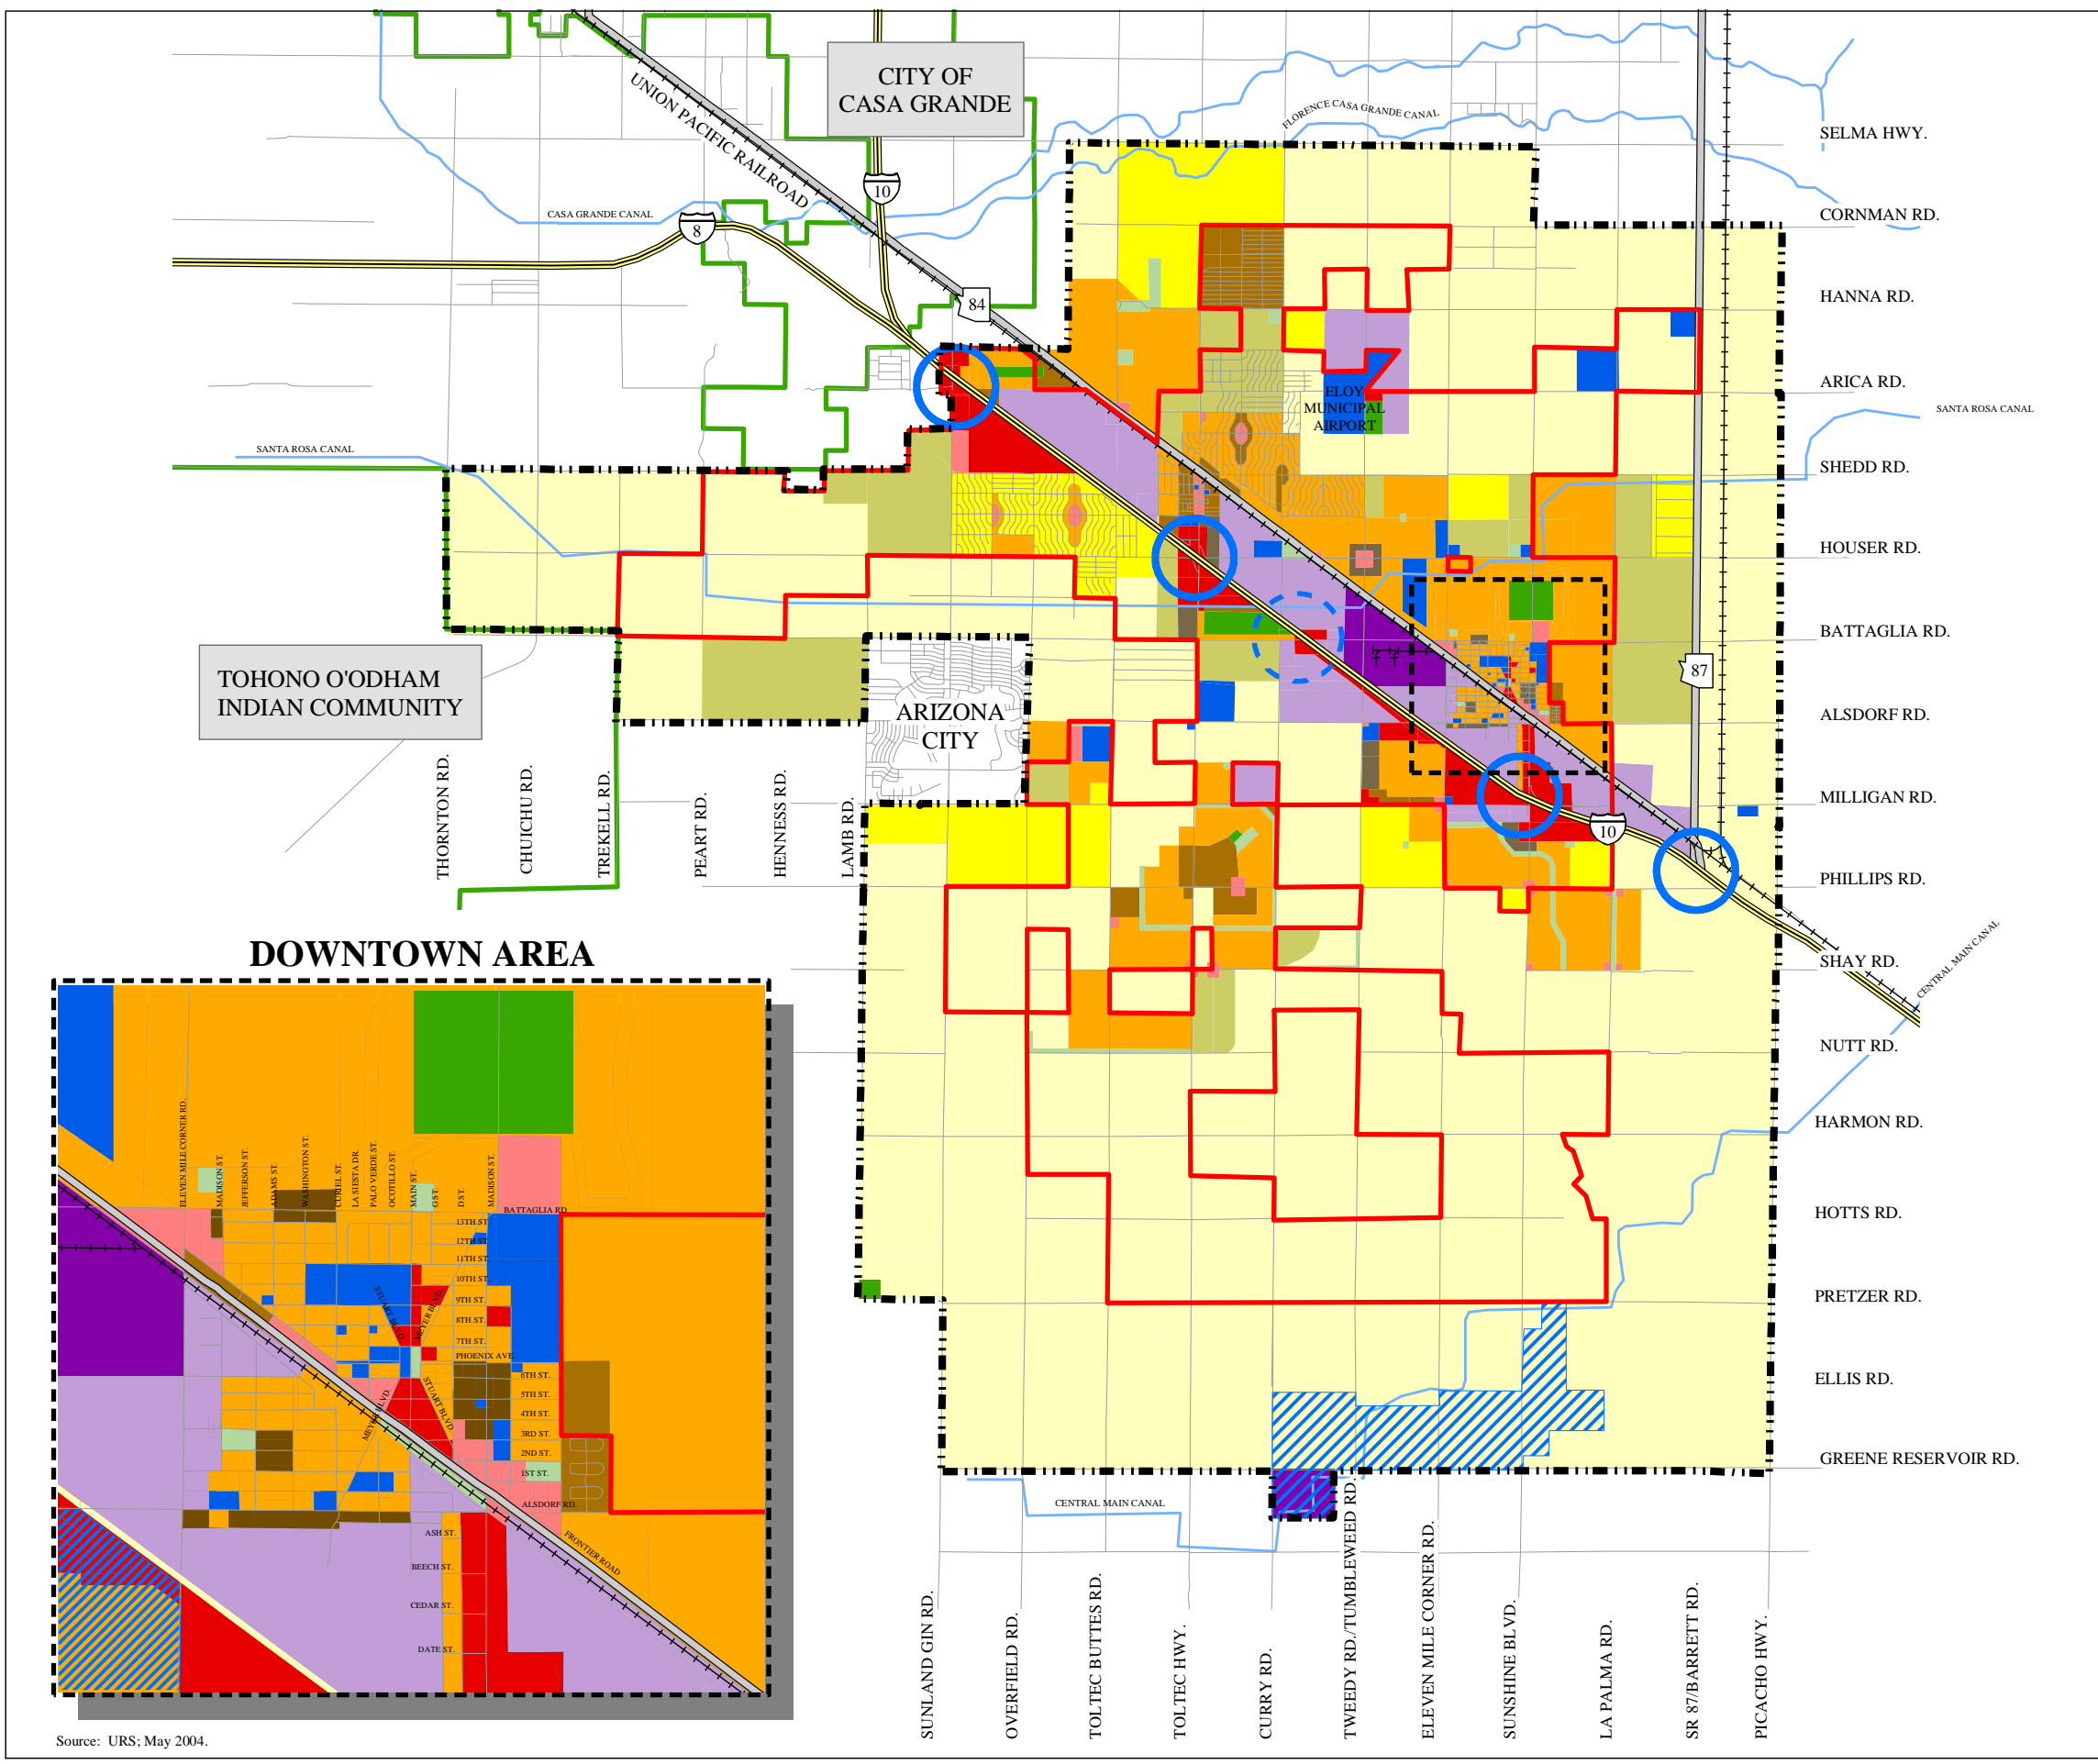 CITY OF
CASA GRANDE
UNION PACIFIC RAILROAD
FLORENCE CASA GRANDE CANAL
SELMA HWY.
10
CASA GRANDE CANAL
8
CORNMAN RD.
84
HANNA RD.
ARICA RD.
ELOY
MUNICIPAL
AIRPORT
SANTA ROSA CANAL
SANTA ROSA CANAL
SHEDD RD.
HOUSER RD.
BATTAGLIA RD.
TOHONO O'ODHAM
INDIAN COMMUNITY
87
ARIZONA
CITY
ALSDORF RD.
THORNTON RD.
CHUICHU RD.
TREKELL RD.
PEART RD.
HENNESS RD.
LAMB RD.
MILLIGAN RD.
10
PHILLIPS RD.
SHAY RD.
CENTRAL MAIN CANAL
NUTT RD.
HARMON RD.
HOTTS RD.
PRETZER RD.
ELLIS RD.
GREENE RESERVOIR RD.
CENTRAL MAIN CANAL
SUNLAND GIN RD.
OVERFIELD RD.
TOLTEC BUTTES RD.
TOLTEC HWY.
CURRY RD.
TWEEDY RD./TUMBLEWEED RD.
ELEVEN MILE CORNER RD.
SUNSHINE BLVD.
LA PALMA RD.
SR 87/BARRETT RD.
PICACHO HWY.
DOWNTOWN AREA
ELEVEN MILE CORNER RD.
MADISON ST.
JEFFERSON ST.
ADAMS ST.
WASHINGTON ST.
CURIEL ST.
LA SIESTA DR.
PALO VERDE ST.
OCOTILLO ST.
MAIN ST.
G ST.
D ST.
MADISON ST.
BATTAGLIA RD.
13TH ST.
12TH ST.
11TH ST.
10TH ST.
9TH ST.
8TH ST.
7TH ST.
PHOENIX AVE.
6TH ST.
5TH ST.
4TH ST.
3RD ST.
2ND ST.
1ST ST.
ALSDORF RD.
STUART BLVD.
MEYER BLVD.
STUART BLVD.
MEYER BLVD.
FRONTIER ROAD
ASH ST.
BEECH ST.
CEDAR ST.
DATE ST.
Source: URS; May 2004.